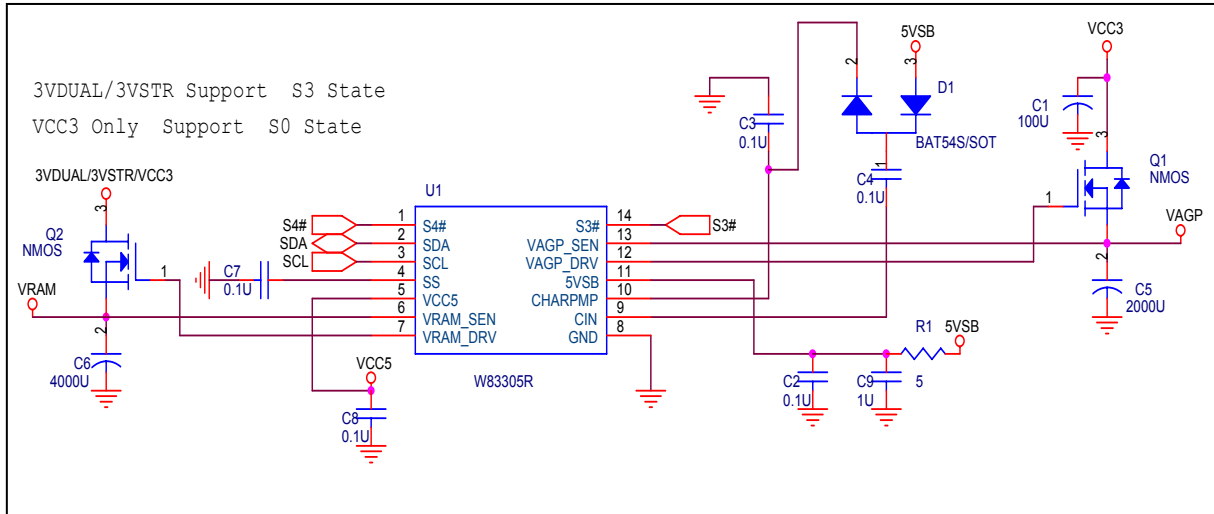 3VDUAL/3VSTR Support S3 State
VCC3 Only Support S0 State
3VDUAL/3VSTR/VCC3
3
Q2
NMOS
1
VRAM
2
C6
4000U
S4#
SDA
SCL
C7
0.1U
VCC5
C8
0.1U
U1
1 S4#
2 SDA
3 SCL
4 SS
5 VCC5
6 VRAM_SEN
7 VRAM_DRV
S3# 14
VAGP_SEN 13
VAGP_DRV 12
5VSB 11
CHARPMP 10
CIN 9
GND 8
W83305R
S3#
C3
0.1U
2
5VSB
3
D1
BAT54S/SOT
1
C4
0.1U
C2
0.1U
C9
1U
R1
5
5VSB
VCC3
C1
100U
3
Q1
NMOS
1
VAGP
2
C5
2000U